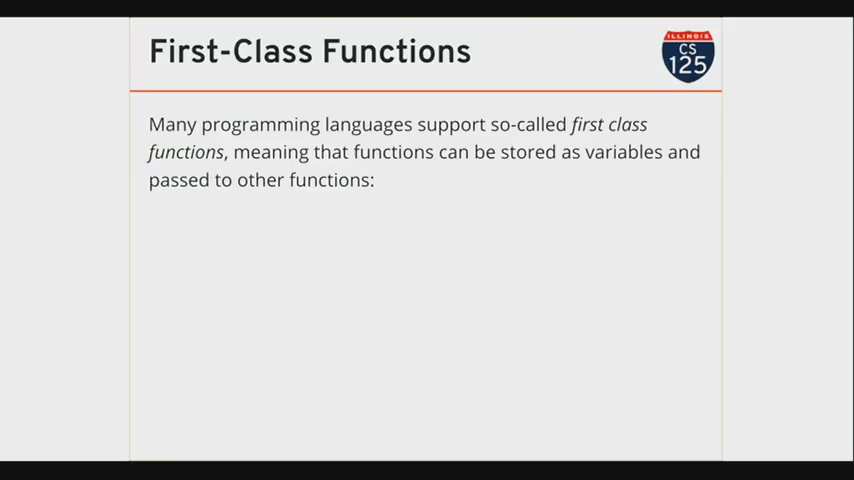 First-Class Functions
ILLINOIS
CS
125
Many programming languages support so-called first class
functions, meaning that functions can be stored as variables and
passed to other functions: